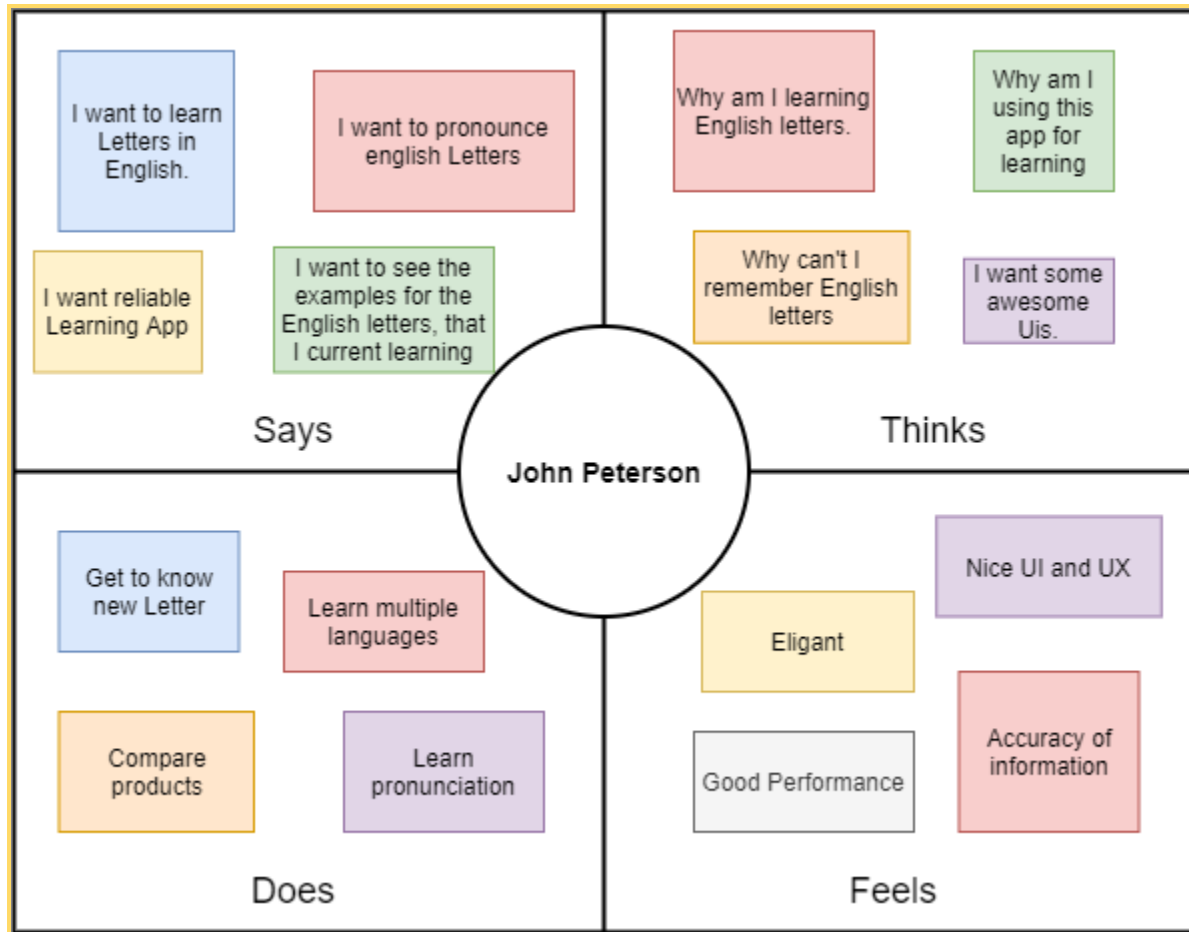 I want to learn
Letters in
English.
I want to pronounce
english Letters
I want reliable
Learning App
I want to see the
examples for the
English letters, that
I current learning
Says
Why am I learning
English letters.
Why am I
using this
app for
learning
Why can't I
remember English
letters
I want some
awesome
Uis.
Thinks
John Peterson
Get to know
new Letter
Learn multiple
languages
Compare
products
Learn
pronunciation
Does
Nice UI and UX
Eligant
Accuracy of
information
Good Performance
Feels